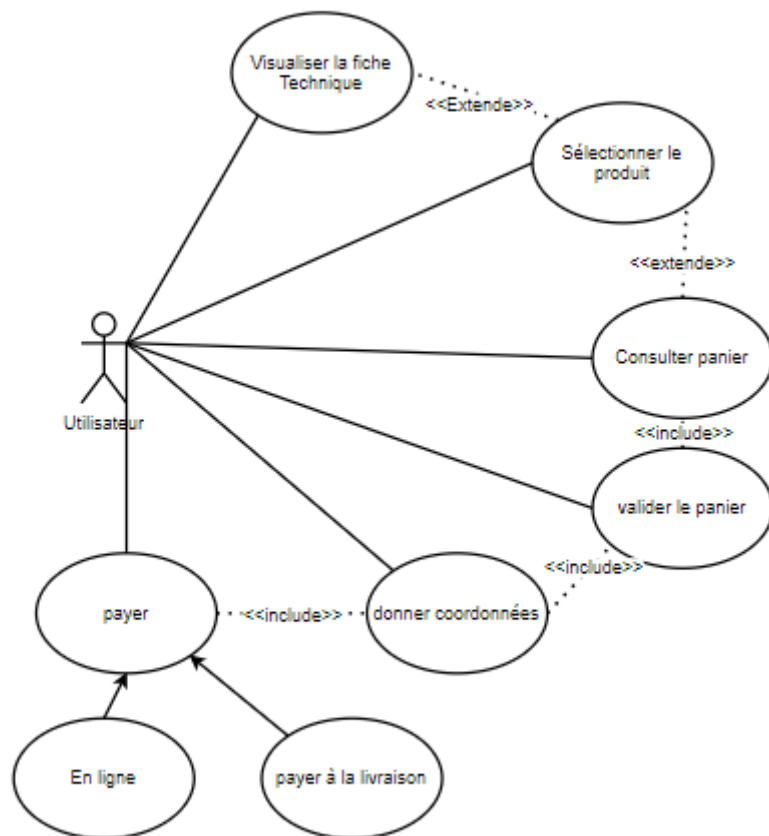 Visualiser la fiche
Technique
<<Extende>>
Sélectionner le
produit
<<extende>>
Consulter panier
Utilisateur
<<include>>
valider le panier
<<include>>
payer
<<include>>
donner coordonnées
En ligne
payer à la livraison